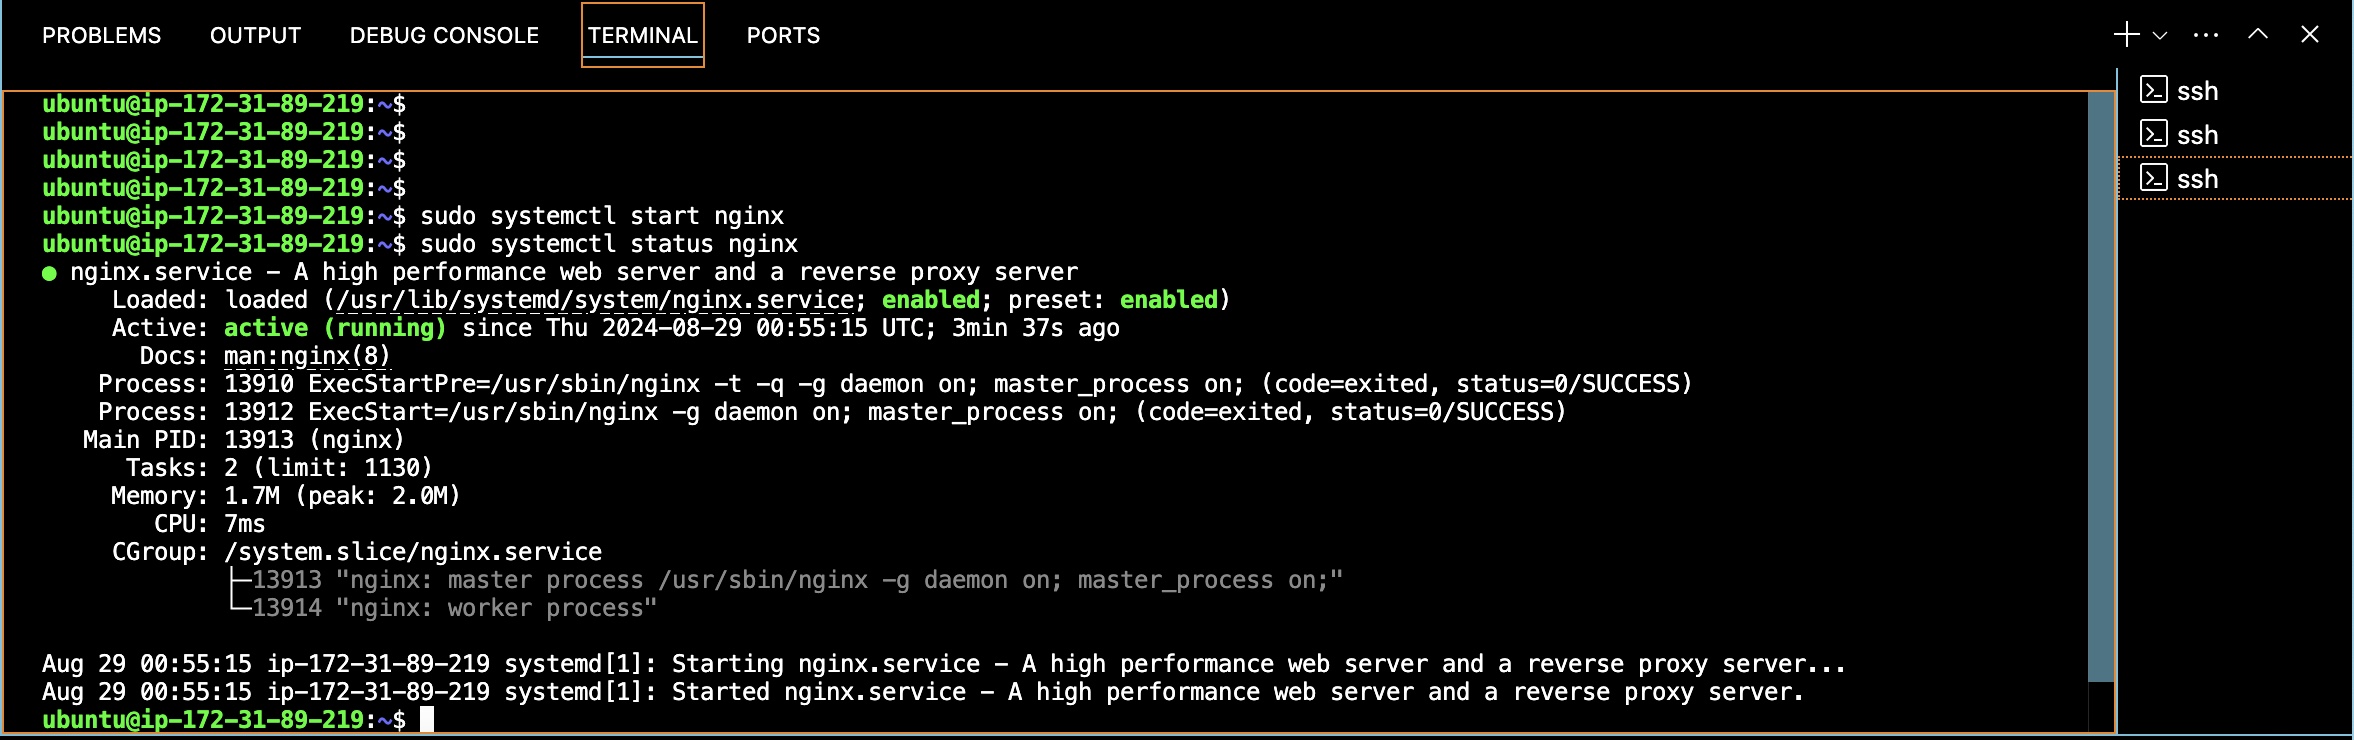 PROBLEMS OUTPUT DEBUG CONSOLE TERMINAL PORTS
ssh
ssh
ssh
ubuntu@ip-172-31-89-219:~$
ubuntu@ip-172-31-89-219:~$
ubuntu@ip-172-31-89-219:~$
ubuntu@ip-172-31-89-219:~$
ubuntu@ip-172-31-89-219:~$ sudo systemctl start nginx
ubuntu@ip-172-31-89-219:~$ sudo systemctl status nginx
● nginx.service - A high performance web server and a reverse proxy server
Loaded: loaded (/usr/lib/systemd/system/nginx.service; enabled; preset: enabled)
Active: active (running) since Thu 2024-08-29 00:55:15 UTC; 3min 37s ago
Docs: man:nginx(8)
Process: 13910 ExecStartPre=/usr/sbin/nginx -t -q -g daemon on; master_process on; (code=exited, status=0/SUCCESS)
Process: 13912 ExecStart=/usr/sbin/nginx -g daemon on; master_process on; (code=exited, status=0/SUCCESS)
Main PID: 13913 (nginx)
Tasks: 2 (limit: 1130)
Memory: 1.7M (peak: 2.0M)
CPU: 7ms
CGroup: /system.slice/nginx.service
├─13913 "nginx: master process /usr/sbin/nginx -g daemon on; master_process on;"
└─13914 "nginx: worker process"
Aug 29 00:55:15 ip-172-31-89-219 systemd[1]: Starting nginx.service - A high performance web server and a reverse proxy server...
Aug 29 00:55:15 ip-172-31-89-219 systemd[1]: Started nginx.service - A high performance web server and a reverse proxy server.
ubuntu@ip-172-31-89-219:~$